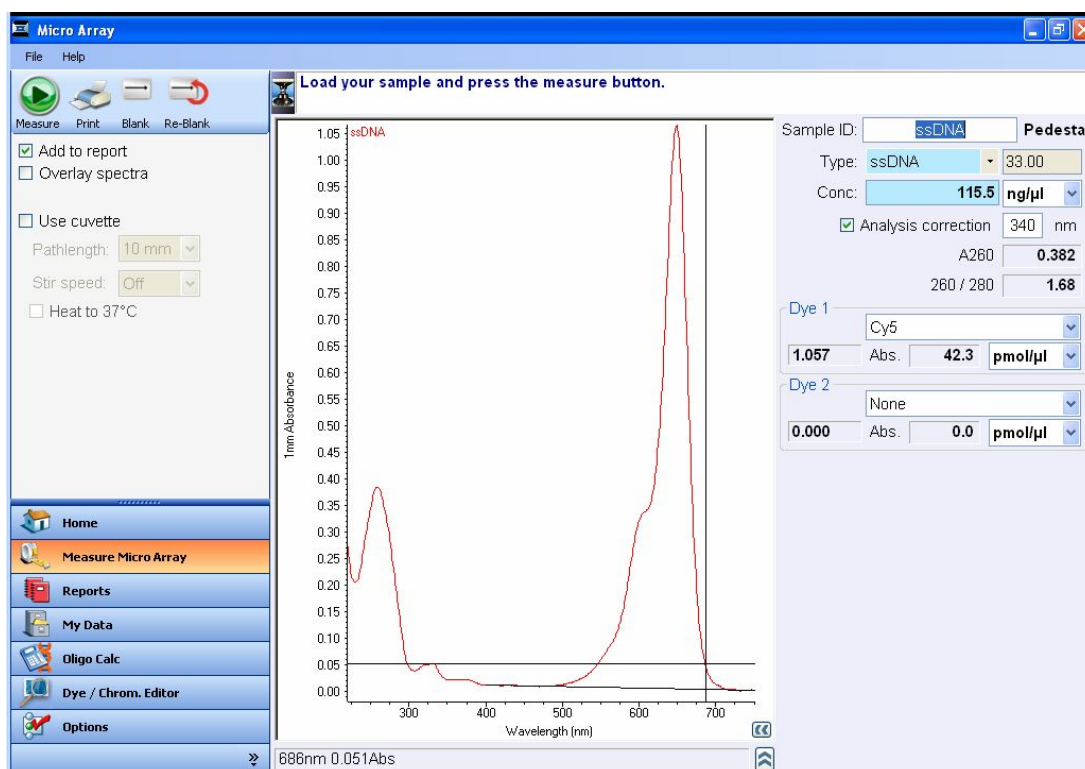 Micro Array
File Help
Load your sample and press the measure button.
Measure Print Blank Re-Blank
Add to report
Overlay spectra
Use cuvette
Pathlength: 10 mm
Stir speed: Off
Heat to 37°C
Home
Measure Micro Array
Reports
My Data
Oligo Calc
Dye / Chrom. Editor
Options
ssDNA
1.05
1.00
0.95
0.90
0.85
0.80
0.75
0.70
0.65
0.60
0.55
0.50
0.45
0.40
0.35
0.30
0.25
0.20
0.15
0.10
0.05
0.00
1mm Absorbance
300 400 500 600 700
Wavelength (nm)
686nm 0.051Abs
Sample ID: ssDNA Pedesta
Type: ssDNA 33.00
Conc: 115.5 ng/µl
Analysis correction 340 nm
A260 0.382
260 / 280 1.68
Dye 1
Cy5
1.057 Abs. 42.3 pmol/µl
Dye 2
None
0.000 Abs. 0.0 pmol/µl